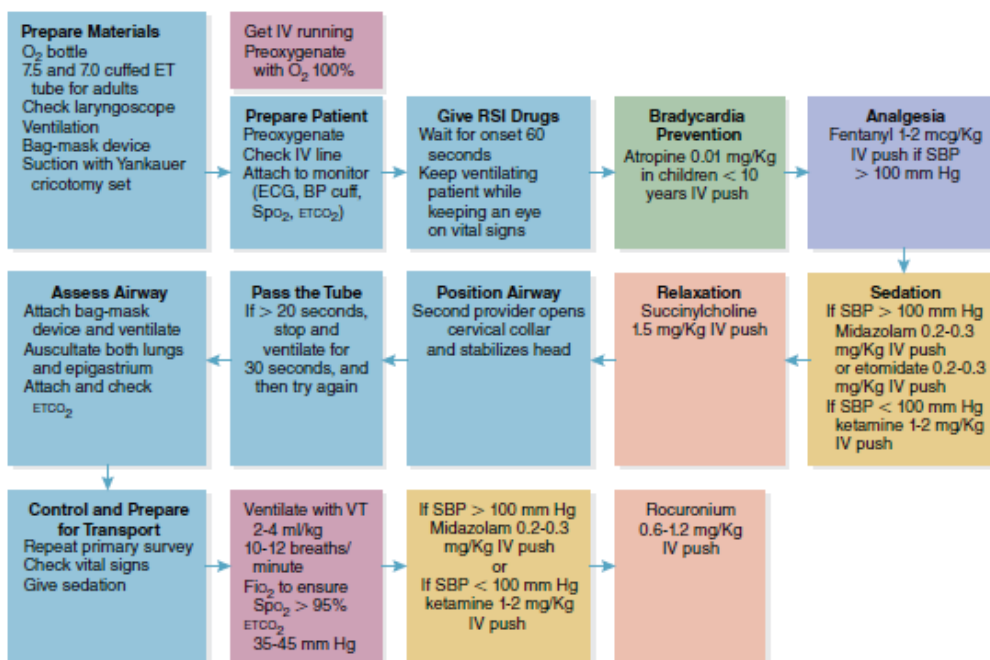 Prepare Materials
O2 bottle
7.5 and 7.0 cuffed ET
tube for adults
Check laryngoscope
Ventilation
Bag-mask device
Suction with Yankauer
cricotomy set
Get IV running
Preoxygenate
with O2 100%
Prepare Patient
Preoxygenate
Check IV line
Attach to monitor
(ECG, BP cuff,
SpO2, ETCO2)
Give RSI Drugs
Wait for onset 60
seconds
Keep ventilating
patient while
keeping an eye
on vital signs
Bradycardia
Prevention
Atropine 0.01 mg/Kg
in children < 10
years IV push
Analgesia
Fentanyl 1-2 mcg/Kg
IV push if SBP
> 100 mm Hg
Sedation
If SBP > 100 mm Hg
Midazolam 0.2-0.3
mg/Kg IV push
or etomidate 0.2-0.3
mg/Kg IV push
If SBP < 100 mm Hg
ketamine 1-2 mg/Kg
IV push
Relaxation
Succinylcholine
1.5 mg/Kg IV push
Position Airway
Second provider opens
cervical collar
and stabilizes head
Pass the Tube
If > 20 seconds,
stop and
ventilate for
30 seconds, and
then try again
Assess Airway
Attach bag-mask
device and ventilate
Auscultate both lungs
and epigastrium
Attach and check
ETCO2
Control and Prepare
for Transport
Repeat primary survey
Check vital signs
Give sedation
Ventilate with VT
2-4 ml/kg
10-12 breaths/
minute
FiO2 to ensure
SpO2 > 95%
ETCO2
35-45 mm Hg
If SBP > 100 mm Hg
Midazolam 0.2-0.3
mg/Kg IV push
or
If SBP < 100 mm Hg
ketamine 1-2 mg/Kg
IV push
Rocuronium
0.6-1.2 mg/Kg
IV push